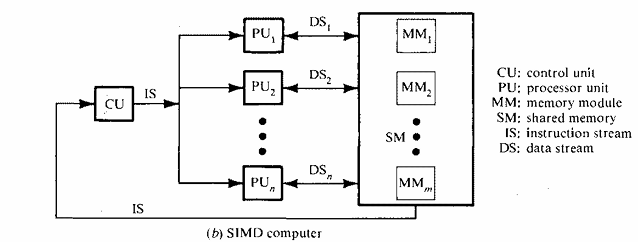 PU₁
DS₁
MM₁
CU
IS
PU₂
DS₂
MM₂
SM
PUₙ
DSₙ
MMₘ
IS
CU: control unit
PU: processor unit
MM: memory module
SM: shared memory
IS: instruction stream
DS: data stream
(b) SIMD computer